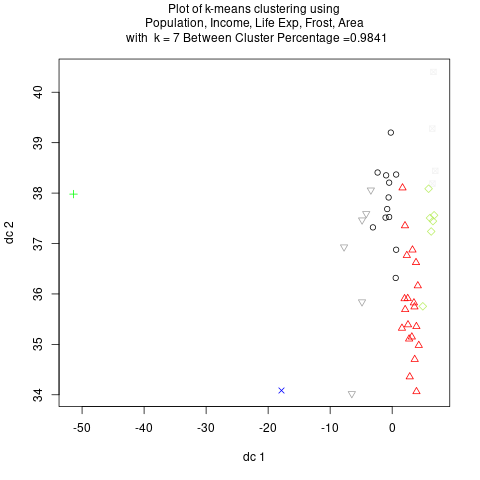 Plot of k-means clustering using
Population, Income, Life Exp, Frost, Area
with  k = 7 Between Cluster Percentage =0.9841
40
39
38
37
36
35
34
dc 2
-50
-40
-30
-20
-10
0
dc 1